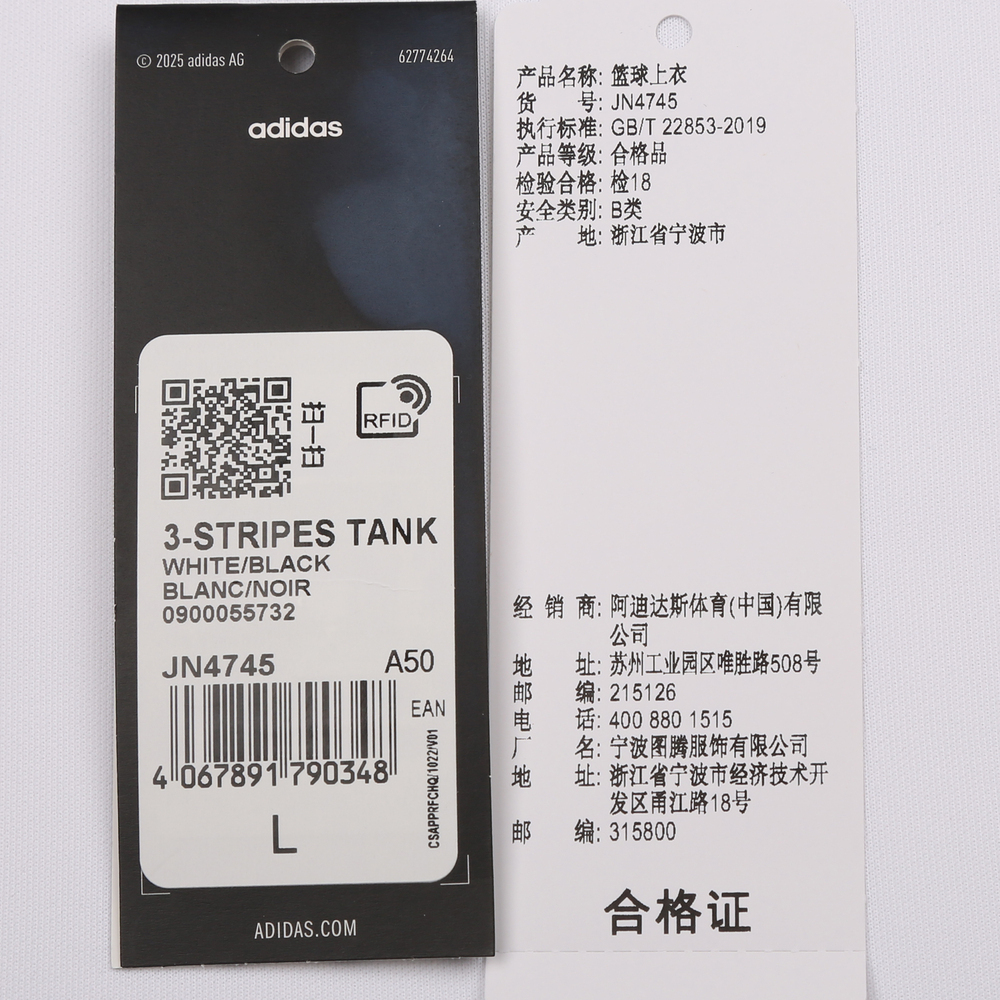 © 2025 adidas AG
62774264
adidas
扫一扫
RFID
3-STRIPES TANK
WHITE/BLACK
BLANC/NOIR
0900055732
JN4745
A50
EAN
4 067891 790348
CSAPPRFCHQ/1022/V01
L
ADIDAS.COM
产品名称: 篮球上衣
货 号: JN4745
执行标准: GB/T 22853-2019
产品等级: 合格品
检验合格: 检18
安全类别: B类
产 地: 浙江省宁波市
经 销 商: 阿迪达斯体育(中国)有限
公司
地 址: 苏州工业园区唯胜路508号
邮 编: 215126
电 话: 400 880 1515
厂 名: 宁波图腾服饰有限公司
地 址: 浙江省宁波市经济技术开
发区甬江路18号
邮 编: 315800
合格证